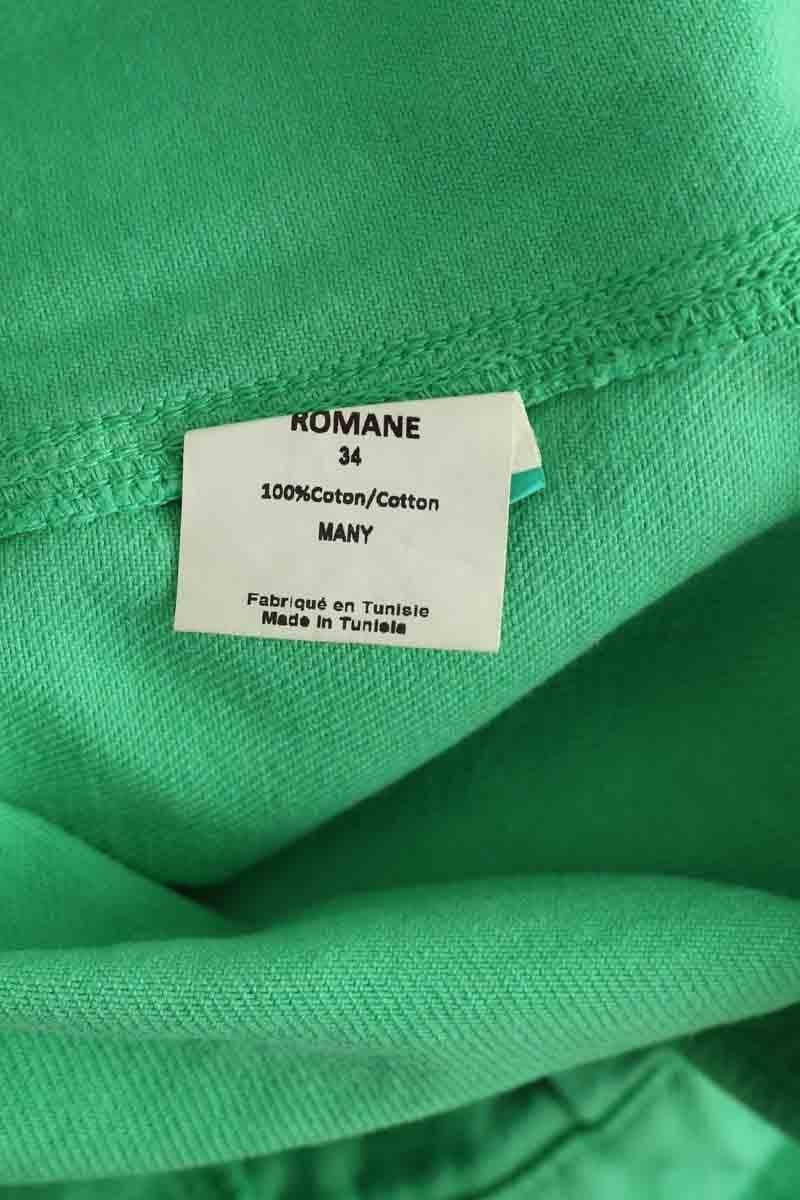 ROMANE
34
100%Coton/Cotton
MANY
Fabriqué en Tunisie
Made in Tunisia